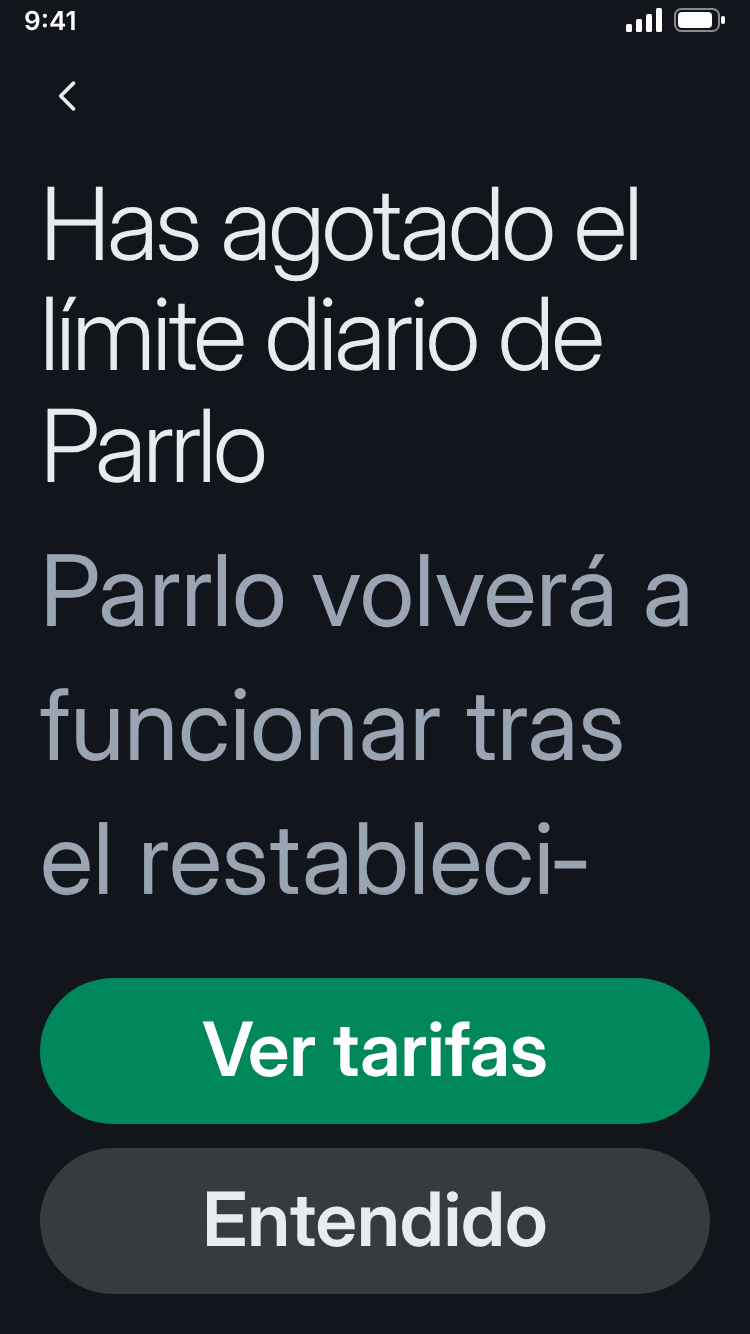 9:41
Has agotado el
límite diario de
Parrlo
Parrlo volverá a
funcionar tras
el restableci-
Ver tarifas
Entendido